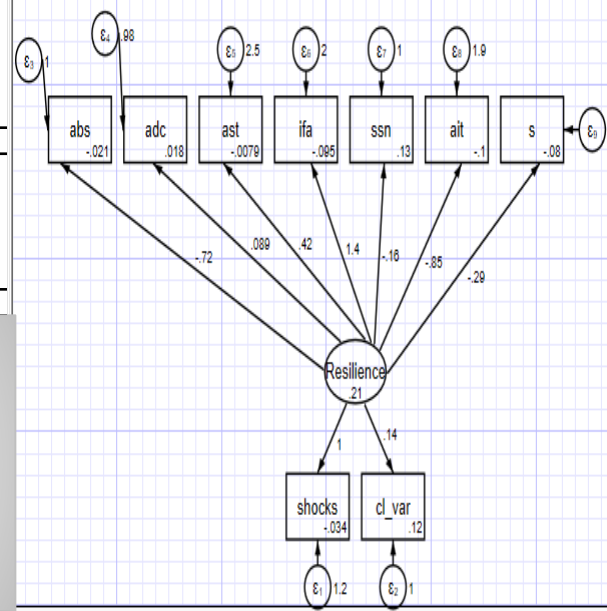 ε4 .98
ε3 1
ε5 2.5
ε6 2
ε7 1
ε8 1.9
abs
-.021
adc
.018
ast
-.0079
ifa
-.095
ssn
.13
ait
-.1
s
-.08
ε9
-.72
.089
.42
1.4
-.16
-.85
-.29
Resilience
.21
1
.14
shocks
-.034
cl_var
.12
ε1 1.2
ε2 1